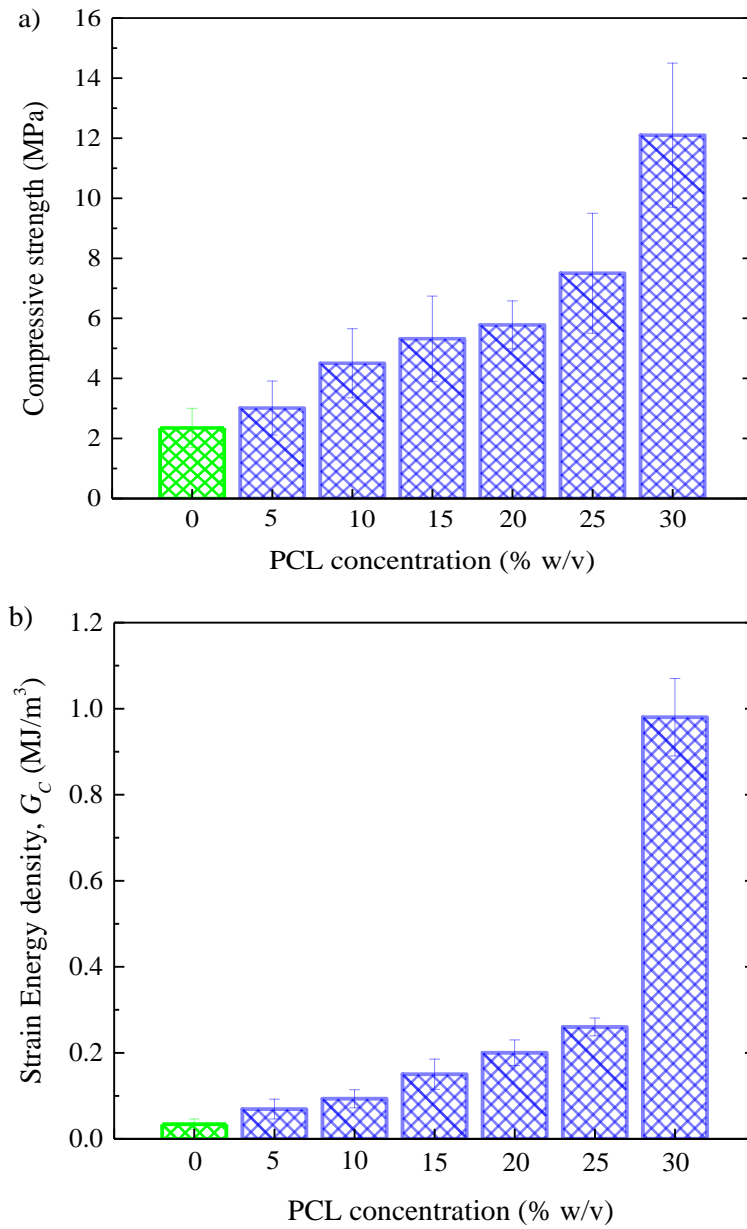 a)
16
14
12
10
8
6
4
2
0
Compressive strength (MPa)
0 5 10 15 20 25 30
PCL concentration (% w/v)
b)
1.2
1.0
0.8
0.6
0.4
0.2
0.0
Strain Energy density, G_C (MJ/m³)
0 5 10 15 20 25 30
PCL concentration (% w/v)